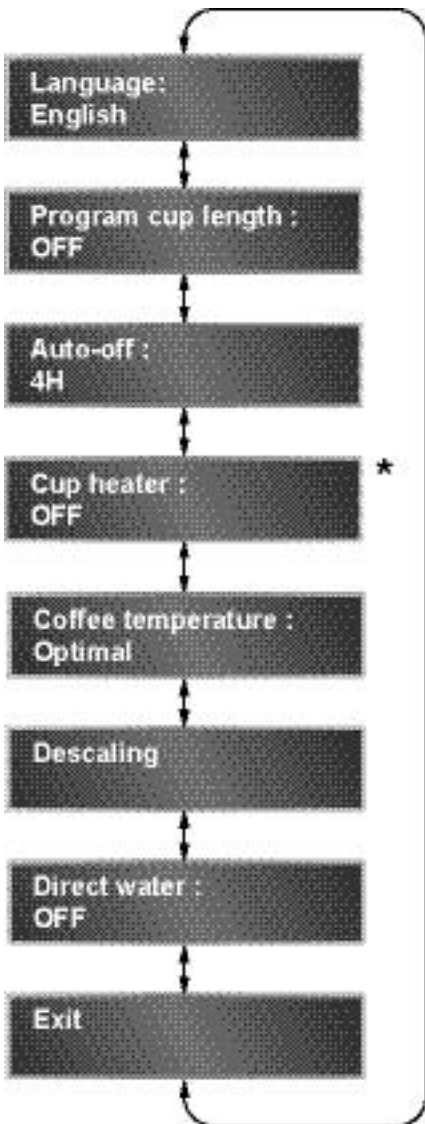 Language:
English
Program cup length :
OFF
Auto-off :
4H
Cup heater :
OFF
*
Coffee temperature :
Optimal
Descaling
Direct water :
OFF
Exit